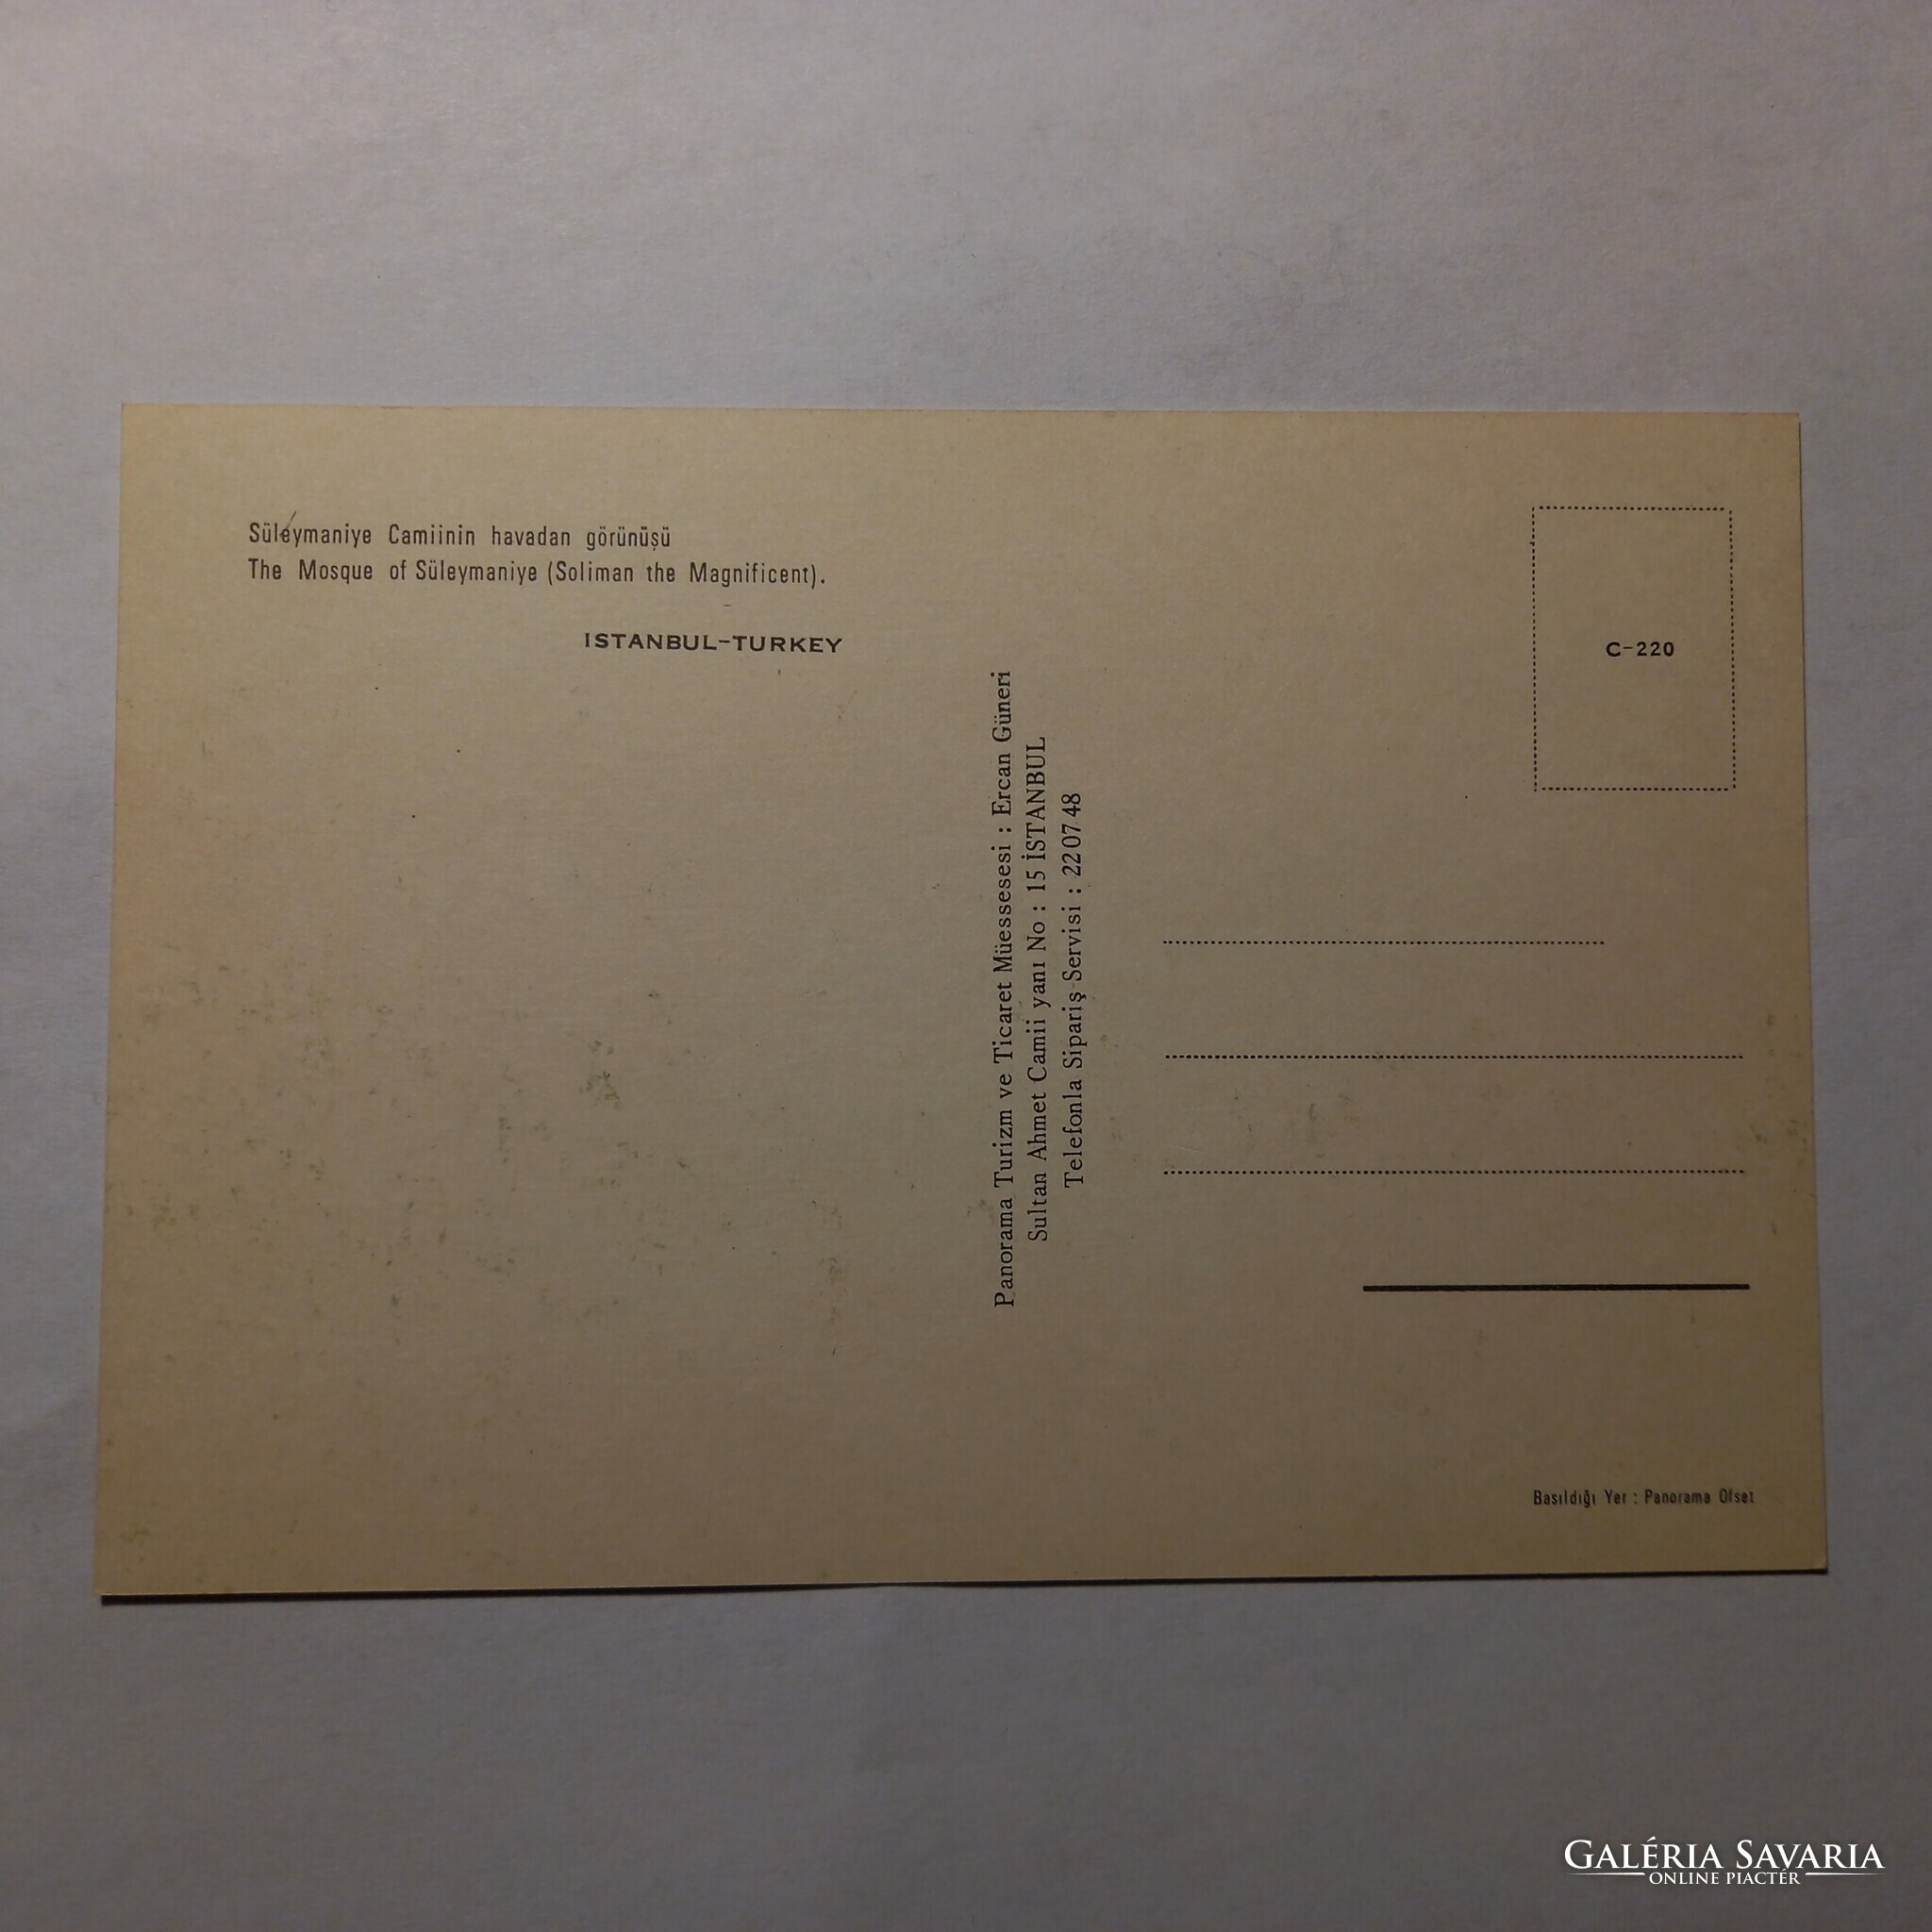 Süleymaniye Camiinin havadan görünüşü
The Mosque of Süleymaniye (Soliman the Magnificent).
ISTANBUL-TURKEY
Panorama Turizm ve Ticaret Müessesesi : Ercan Güneri
Sultan Ahmet Camii yanı No : 15 İSTANBUL
Telefonla Sipariş Servisi : 22 07 48
C-220
Basıldığı Yer : Panorama Ofset
GALÉRIA SAVARIA
ONLINE PIACTÉR